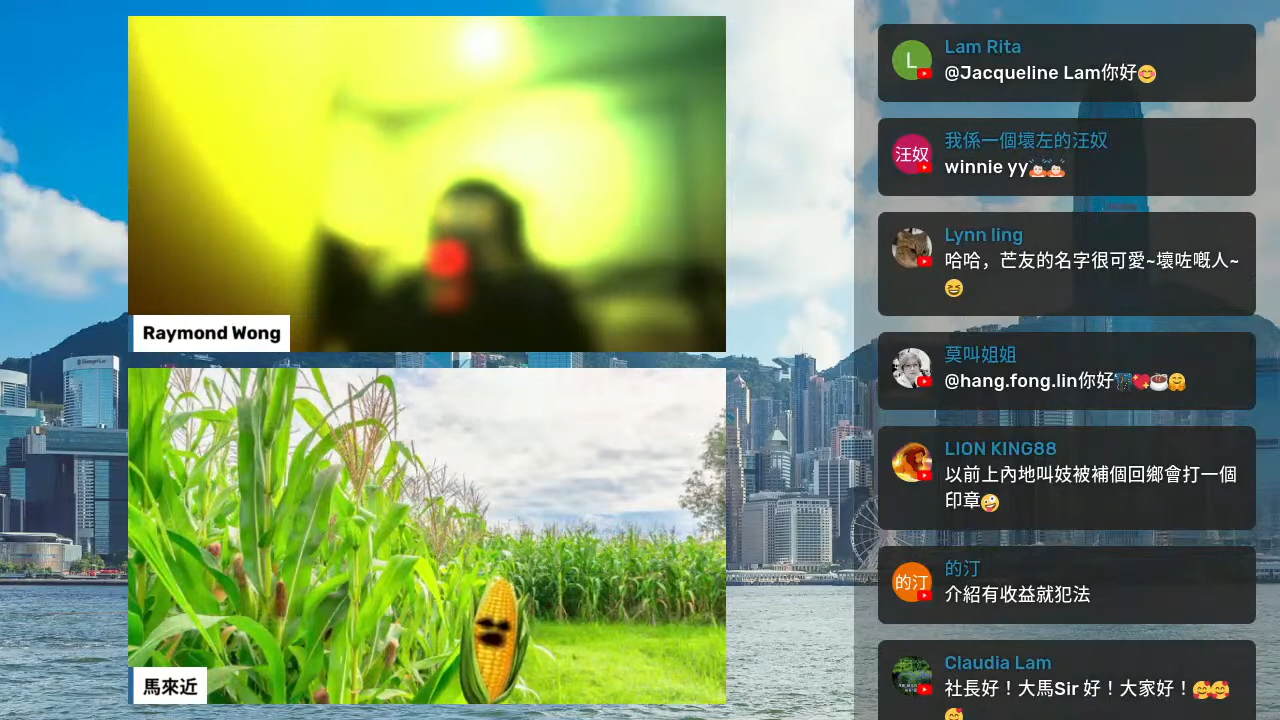 Raymond Wong
馬來近
Lam Rita
@Jacqueline Lam你好😊
我係一個壞左的汪奴
汪奴
winnie yy🙇🏻🙇🏻
Lynn ling
哈哈，芒友的名字很可愛~壞咗嘅人~
😆
莫叫姐姐
@hang.fong.lin你好🌃💖☕🤗
LION KING88
以前上內地叫妓被補個回鄉會打一個
印章🤪
的汀
的汀
介紹有收益就犯法
Claudia Lam
社長好！大馬Sir 好！大家好！🥰🥰
🥰
L